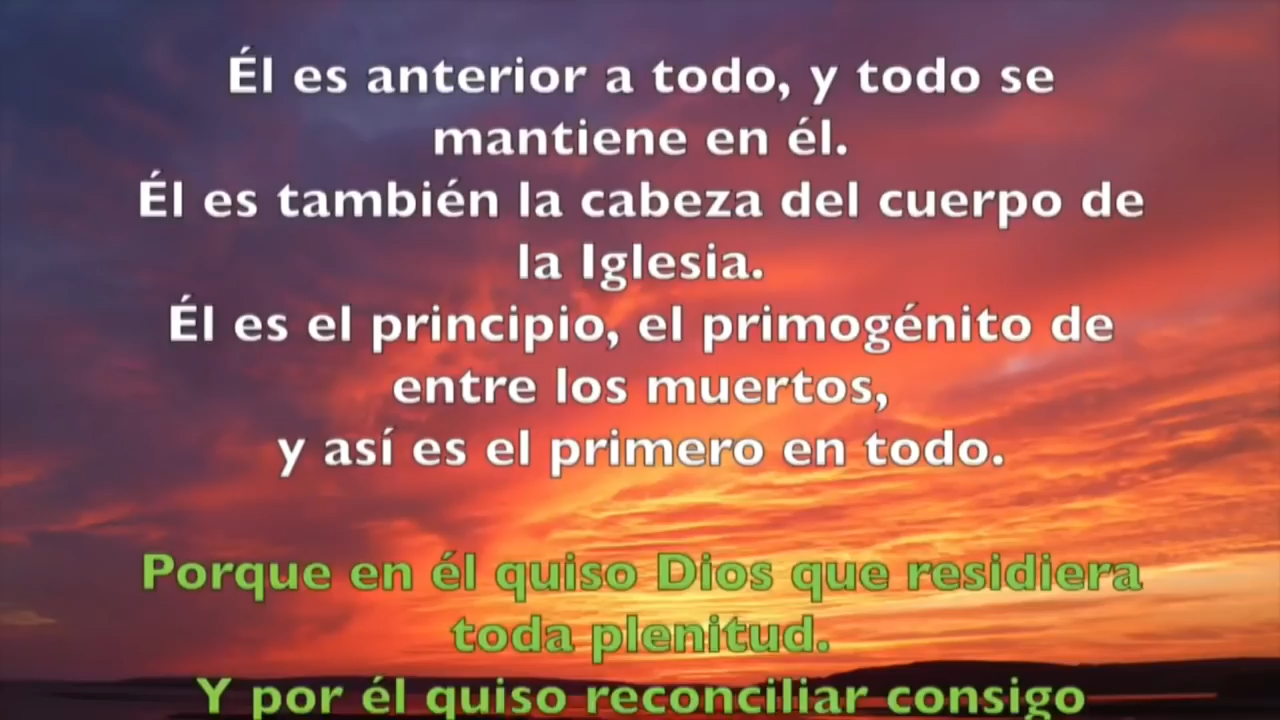 Él es anterior a todo, y todo se
mantiene en él.
Él es también la cabeza del cuerpo de
la Iglesia.
Él es el principio, el primogénito de
entre los muertos,
y así es el primero en todo.
Porque en él quiso Dios que residiera
toda plenitud.
Y por él quiso reconciliar consigo